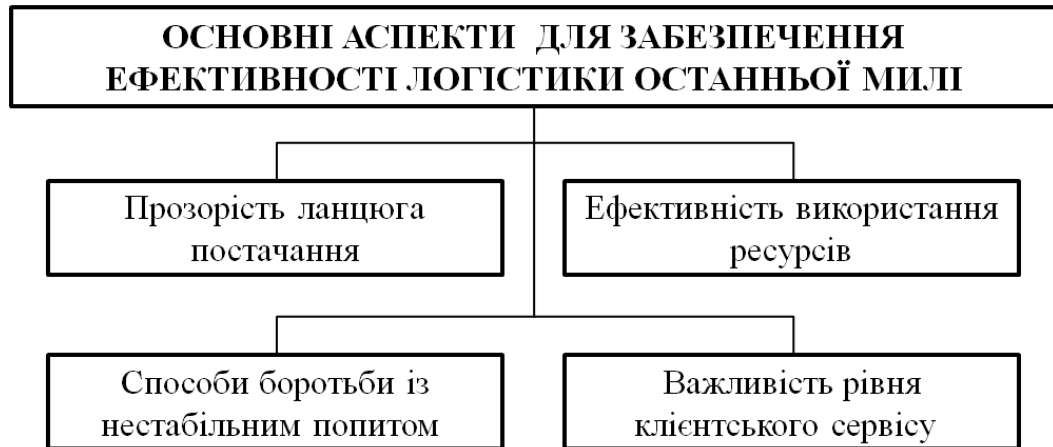 ОСНОВНІ АСПЕКТИ ДЛЯ ЗАБЕЗПЕЧЕННЯ
ЕФЕКТИВНОСТІ ЛОГІСТИКИ ОСТАННЬОЇ МИЛІ
Прозорість ланцюга
постачання
Ефективність використання
ресурсів
Способи боротьби із
нестабільним попитом
Важливість рівня
клієнтського сервісу